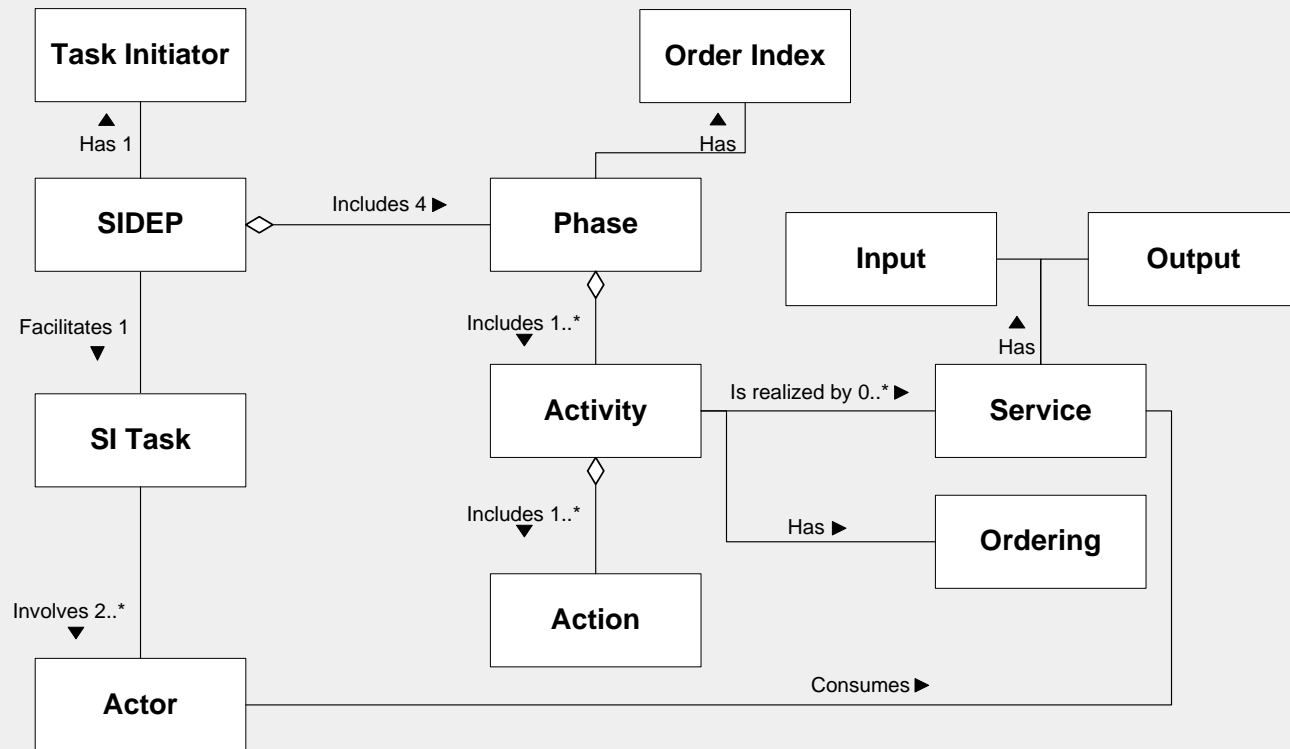 Task Initiator
Order Index
Has 1
Has
SIDEP
Includes 4
Phase
Input
Output
Facilitates 1
Includes 1..*
Has
Is realized by 0..*
Activity
Service
SI Task
Includes 1..*
Has
Ordering
Action
Involves 2..*
Consumes
Actor